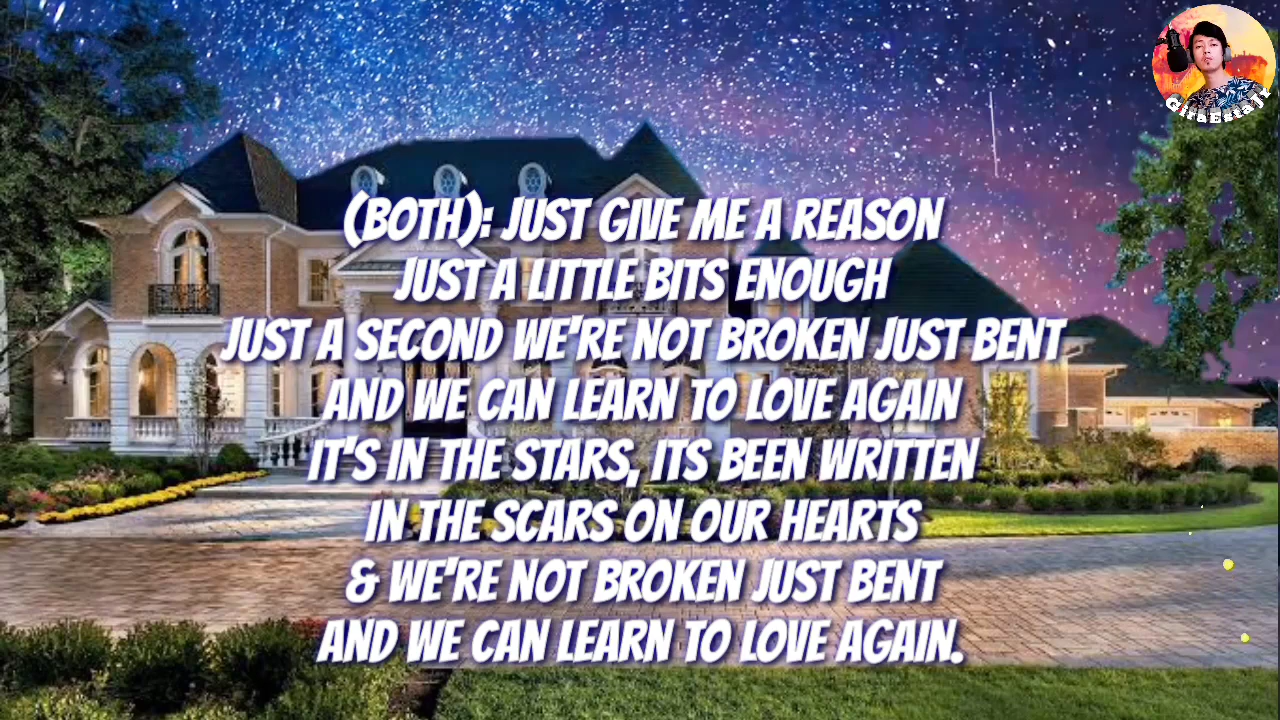 (BOTH): JUST GIVE ME A REASON
JUST A LITTLE BITS ENOUGH
JUST A SECOND WE'RE NOT BROKEN JUST BENT
AND WE CAN LEARN TO LOVE AGAIN
IT'S IN THE STARS, ITS BEEN WRITTEN
IN THE SCARS ON OUR HEARTS
& WE'RE NOT BROKEN JUST BENT
AND WE CAN LEARN TO LOVE AGAIN.